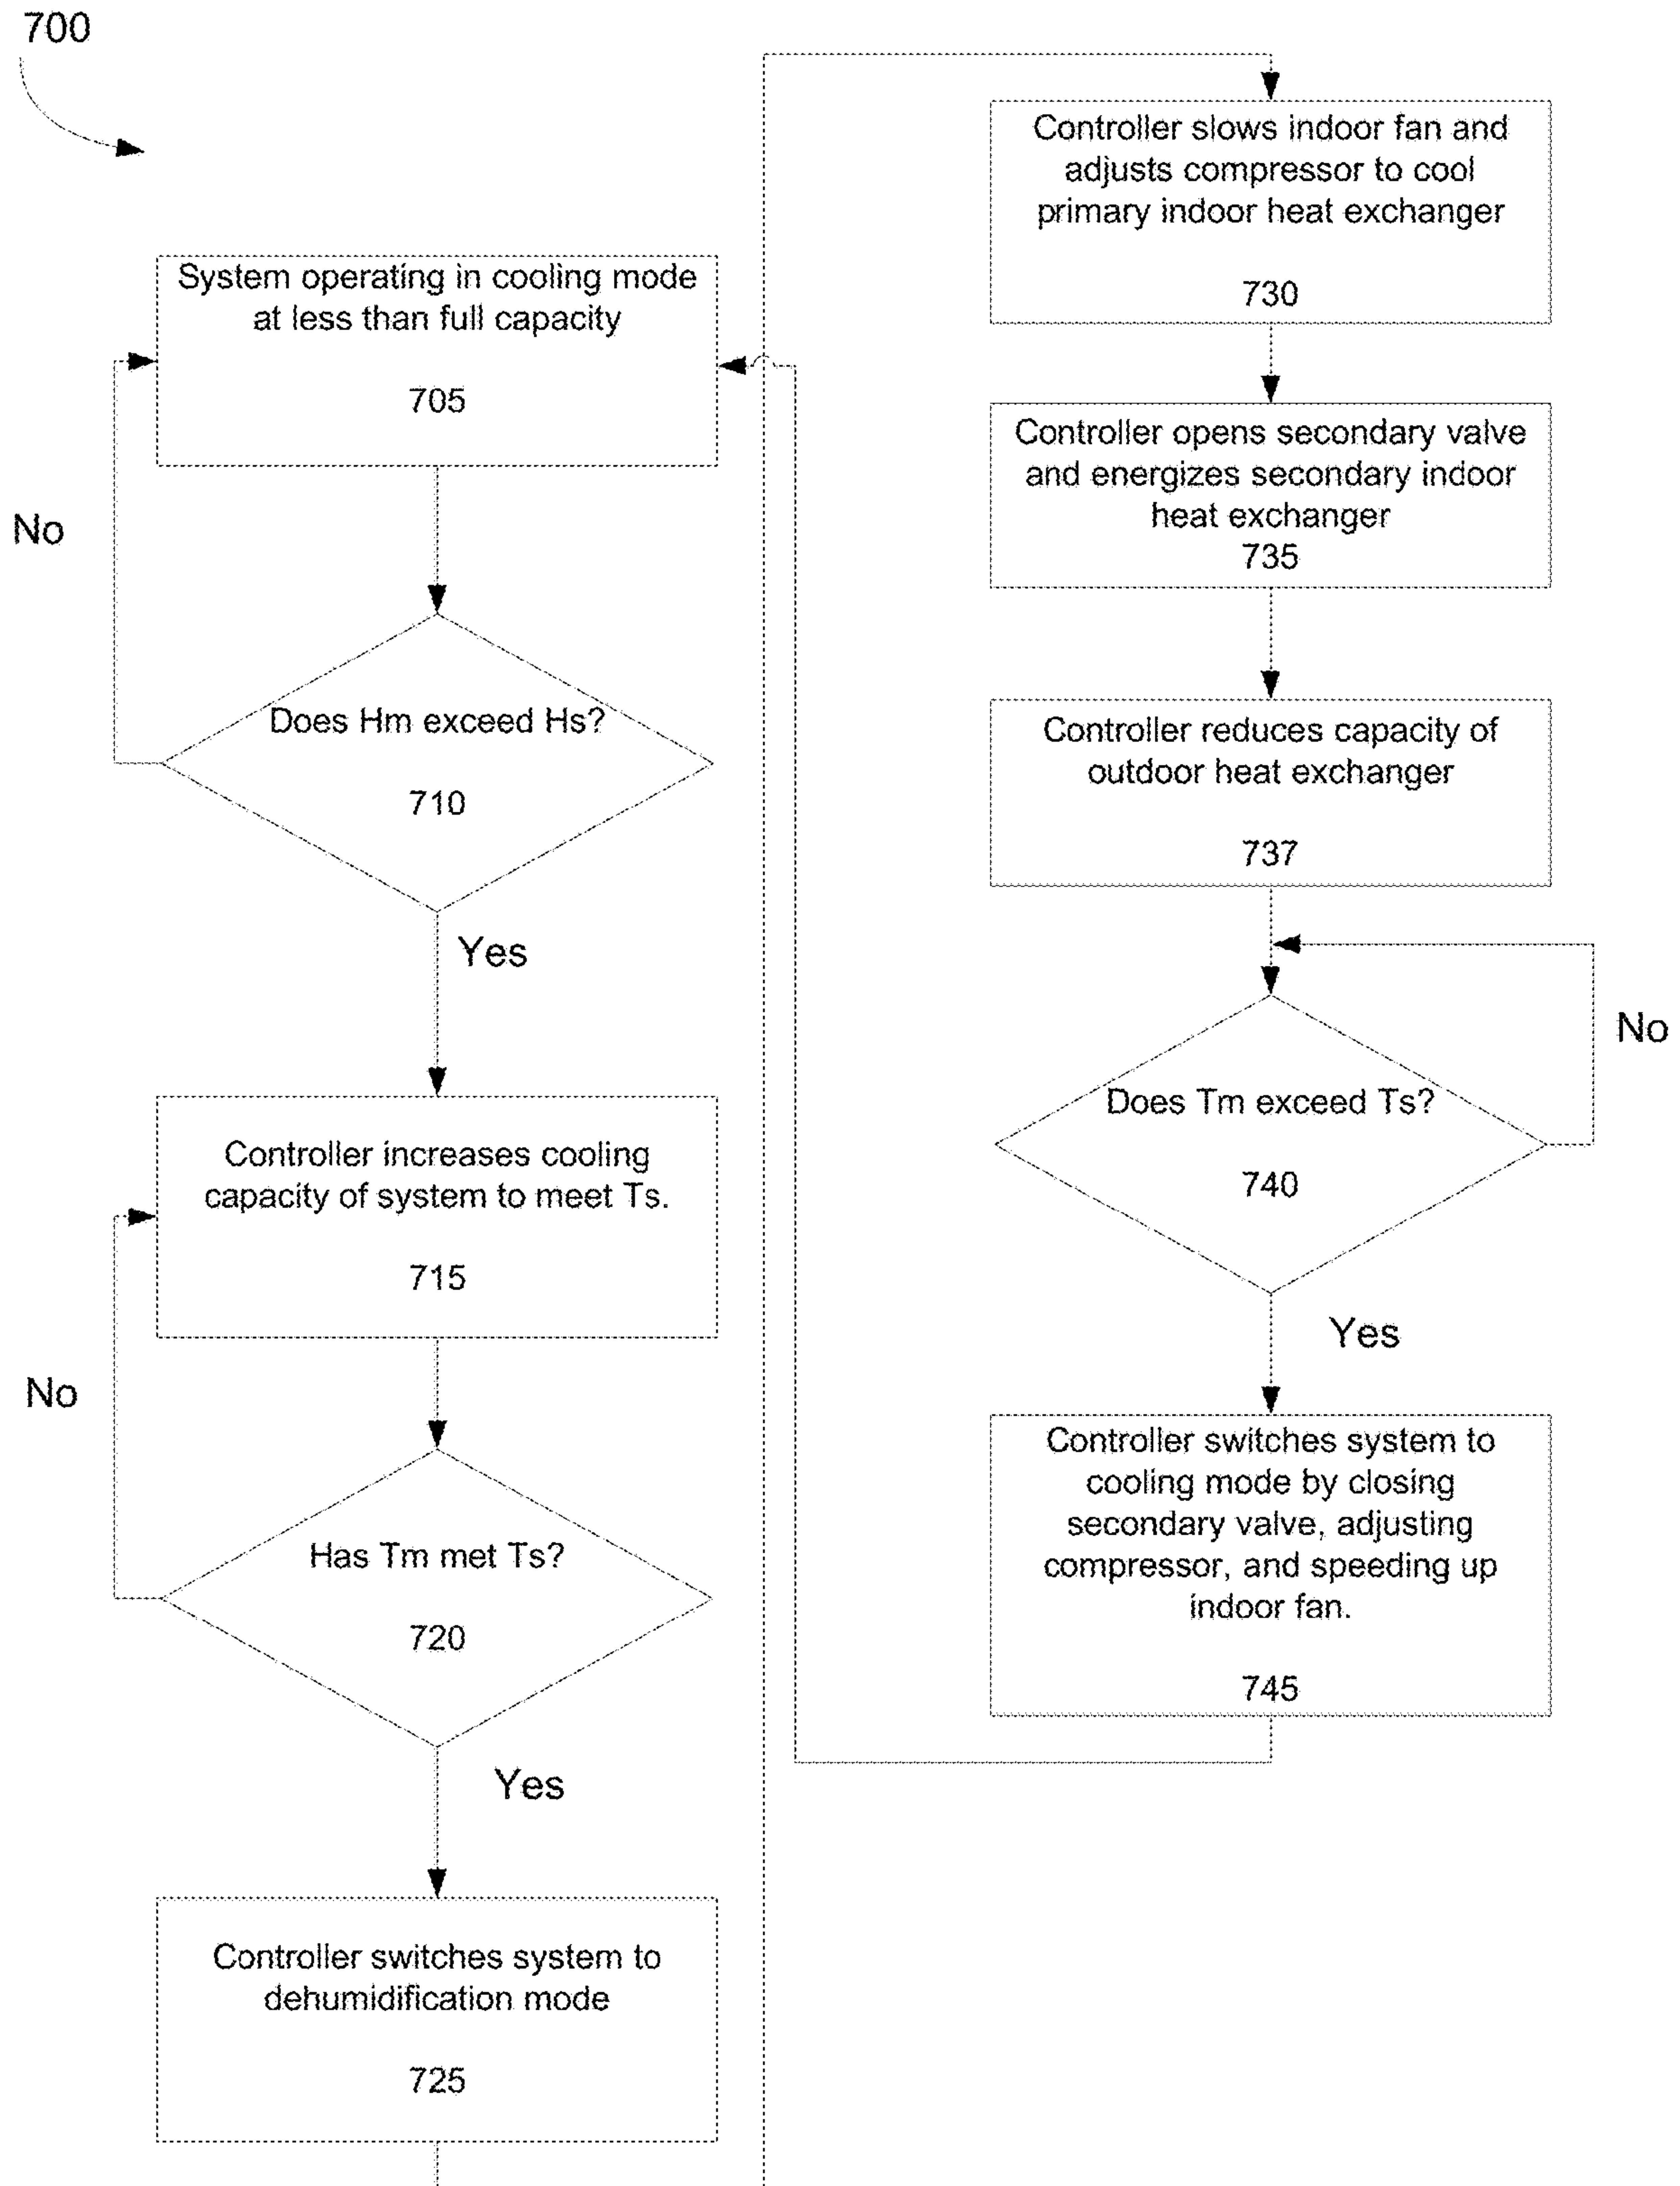 700
System operating in cooling mode
at less than full capacity
705
No
Does Hm exceed Hs?
710
Yes
Controller increases cooling
capacity of system to meet Ts.
715
No
Has Tm met Ts?
720
Yes
Controller switches system to
dehumidification mode
725
Controller slows indoor fan and
adjusts compressor to cool
primary indoor heat exchanger
730
Controller opens secondary valve
and energizes secondary indoor
heat exchanger
735
Controller reduces capacity of
outdoor heat exchanger
737
No
Does Tm exceed Ts?
740
Yes
Controller switches system to
cooling mode by closing
secondary valve, adjusting
compressor, and speeding up
indoor fan.
745